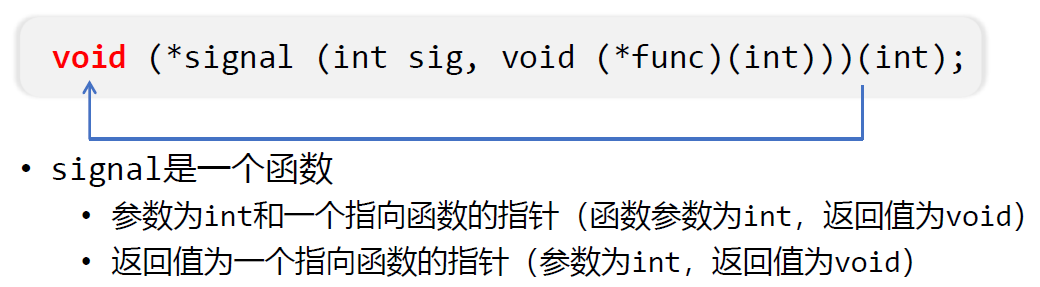 void (*signal (int sig, void (*func)(int)))(int);
• signal是一个函数
• 参数为int和一个指向函数的指针（函数参数为int，返回值为void）
• 返回值为一个指向函数的指针（参数为int，返回值为void）